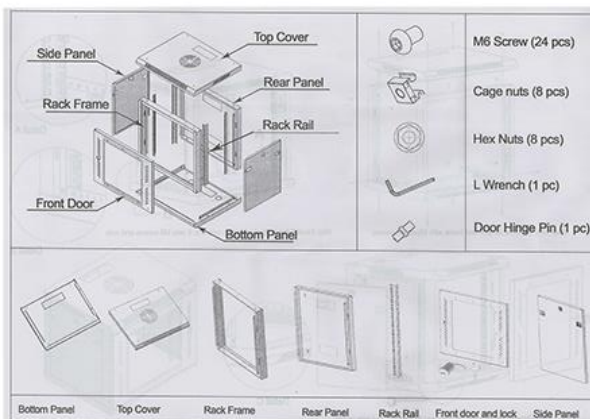 Top Cover
Side Panel
Rear Panel
Rack Frame
Rack Rail
Front Door
Bottom Panel
M6 Screw (24 pcs)
Cage nuts (8 pcs)
Hex Nuts (8 pcs)
L Wrench (1 pc)
Door Hinge Pin (1 pc)
Bottom Panel
Top Cover
Rack Frame
Rear Panel
Rack Rail
Front door and lock
Side Panel